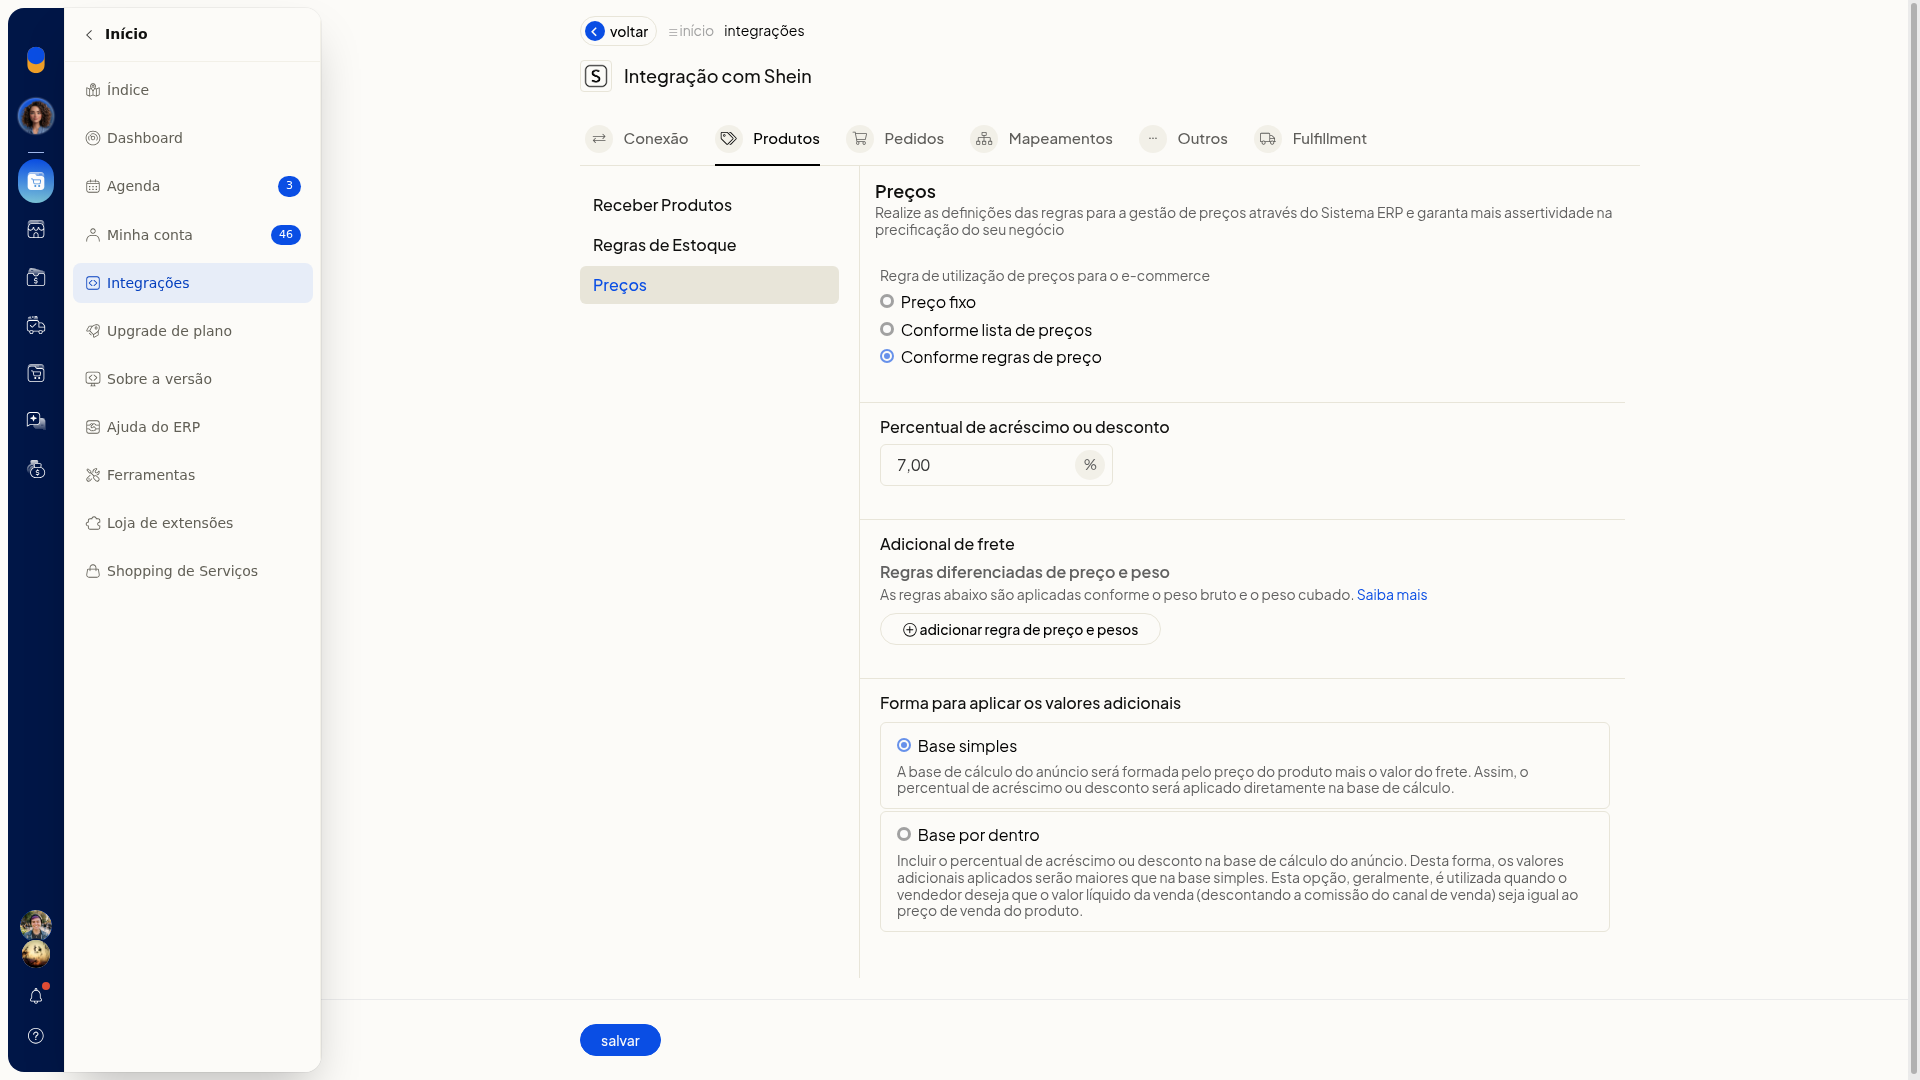 Início
Índice
Dashboard
Agenda 3
Minha conta 46
Integrações
Upgrade de plano
Sobre a versão
Ajuda do ERP
Ferramentas
Loja de extensões
Shopping de Serviços
voltar início integrações
S Integração com Shein
Conexão Produtos Pedidos Mapeamentos Outros Fulfillment
Receber Produtos
Regras de Estoque
Preços
Preços
Realize as definições das regras para a gestão de preços através do Sistema ERP e garanta mais assertividade na
precificação do seu negócio
Regra de utilização de preços para o e-commerce
Preço fixo
Conforme lista de preços
Conforme regras de preço
Percentual de acréscimo ou desconto
7,00 %
Adicional de frete
Regras diferenciadas de preço e peso
As regras abaixo são aplicadas conforme o peso bruto e o peso cubado. Saiba mais
adicionar regra de preço e pesos
Forma para aplicar os valores adicionais
Base simples
A base de cálculo do anúncio será formada pelo preço do produto mais o valor do frete. Assim, o
percentual de acréscimo ou desconto será aplicado diretamente na base de cálculo.
Base por dentro
Incluir o percentual de acréscimo ou desconto na base de cálculo do anúncio. Desta forma, os valores
adicionais aplicados serão maiores que na base simples. Esta opção, geralmente, é utilizada quando o
vendedor deseja que o valor líquido da venda (descontando a comissão do canal de venda) seja igual ao
preço de venda do produto.
salvar